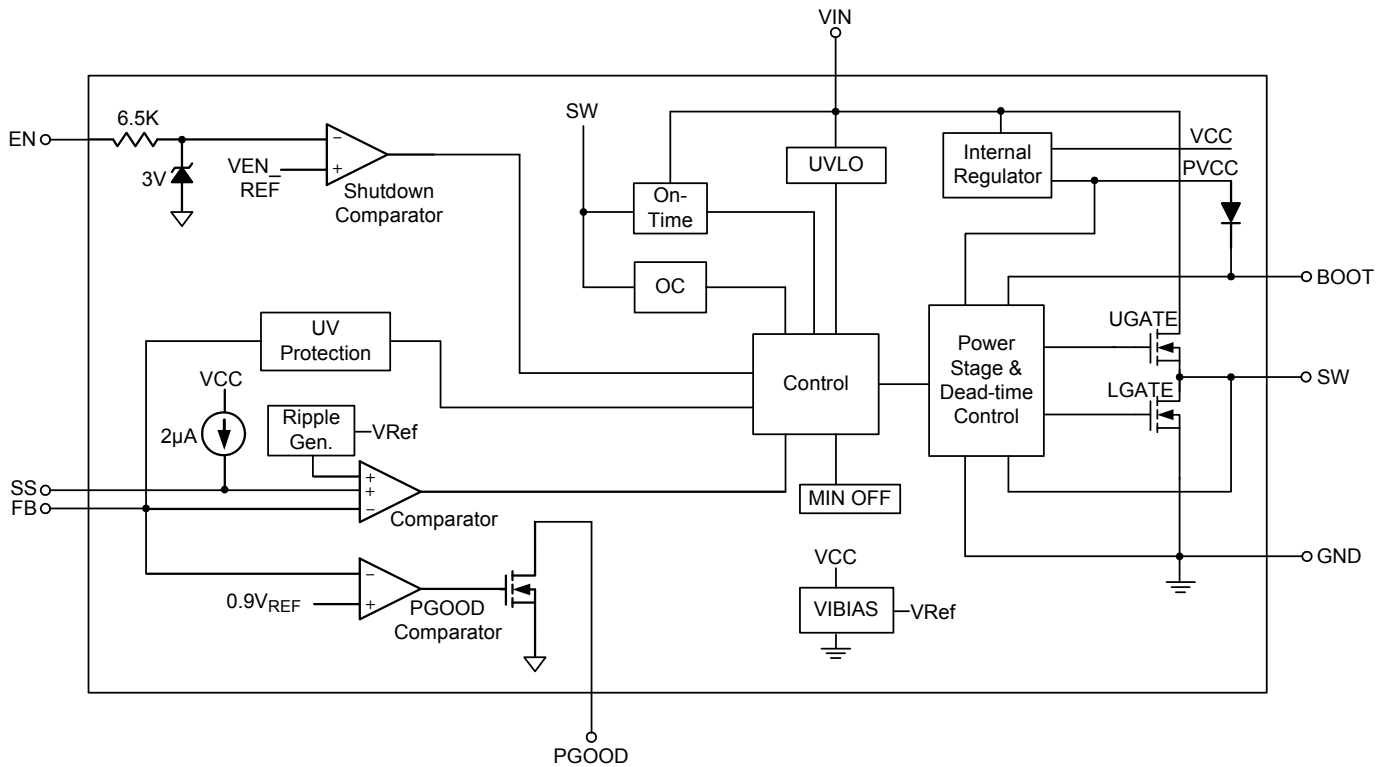 VIN
EN
6.5K
3V
VEN_
REF
Shutdown
Comparator
SW
On-
Time
UVLO
Internal
Regulator
VCC
PVCC
OC
BOOT
UV
Protection
Control
Power
Stage &
Dead-time
Control
UGATE
LGATE
SW
VCC
2µA
Ripple
Gen.
VRef
SS
FB
Comparator
MIN OFF
GND
0.9VREF
PGOOD
Comparator
VCC
VIBIAS
VRef
PGOOD